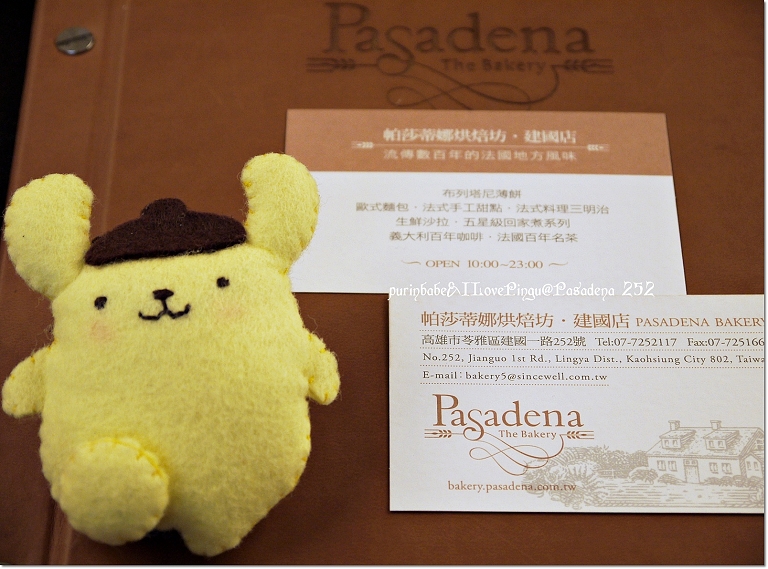 Pasadena
The Bakery
帕莎蒂娜烘焙坊・建國店
流傳數百年的法國地方風味
布列塔尼薄餅
歐式麵包・法式手工甜點・法式料理三明治
生鮮沙拉・五星級回家煮系列
義大利百年咖啡・法國百年名茶
~ OPEN 10:00~23:00 ~
purinbabe&ILovePingu@Pasadena 252
帕莎蒂娜烘焙坊・建國店 PASADENA BAKERY
高雄市苓雅區建國一路252號 Tel:07-7252117 Fax:07-725166
No.252, Jianguo 1st Rd., Lingya Dist., Kaohsiung City 802, Taiwa
E-mail: bakery5@sincewell.com.tw
Pasadena
The Bakery
bakery.pasadena.com.tw